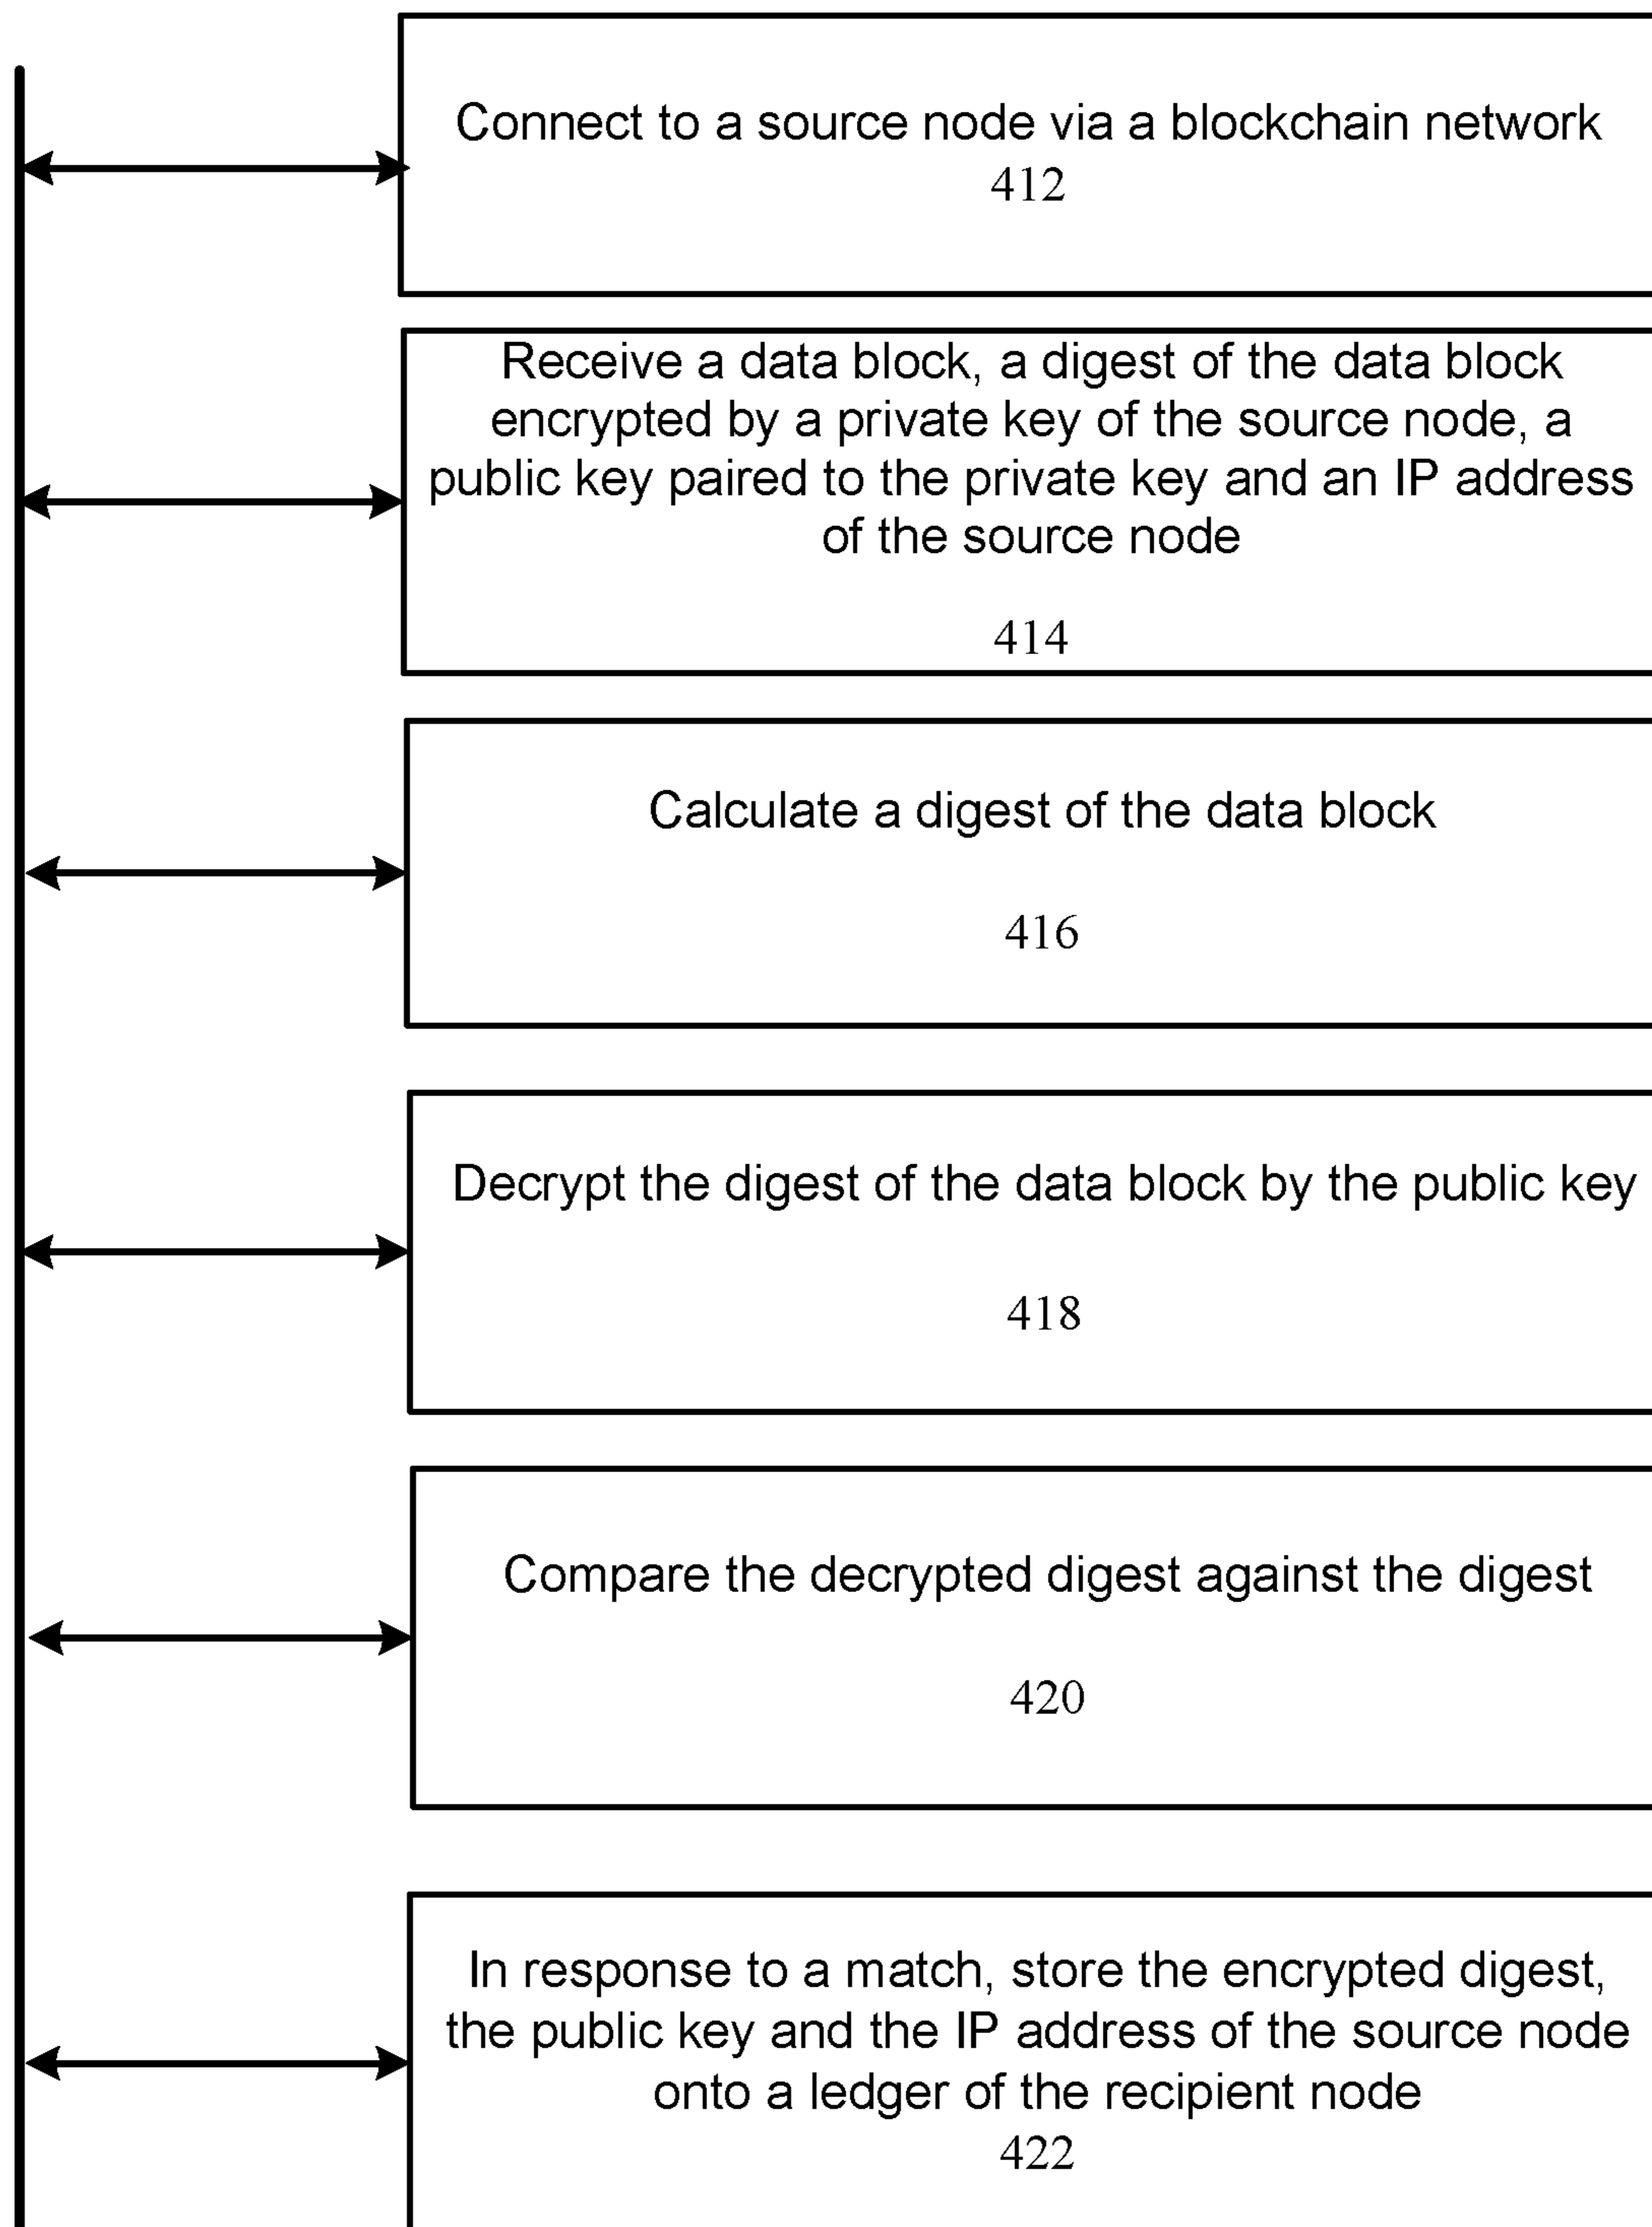 Connect to a source node via a blockchain network
412
Receive a data block, a digest of the data block
encrypted by a private key of the source node, a
public key paired to the private key and an IP address
of the source node
414
Calculate a digest of the data block
416
Decrypt the digest of the data block by the public key
418
Compare the decrypted digest against the digest
420
In response to a match, store the encrypted digest,
the public key and the IP address of the source node
onto a ledger of the recipient node
422